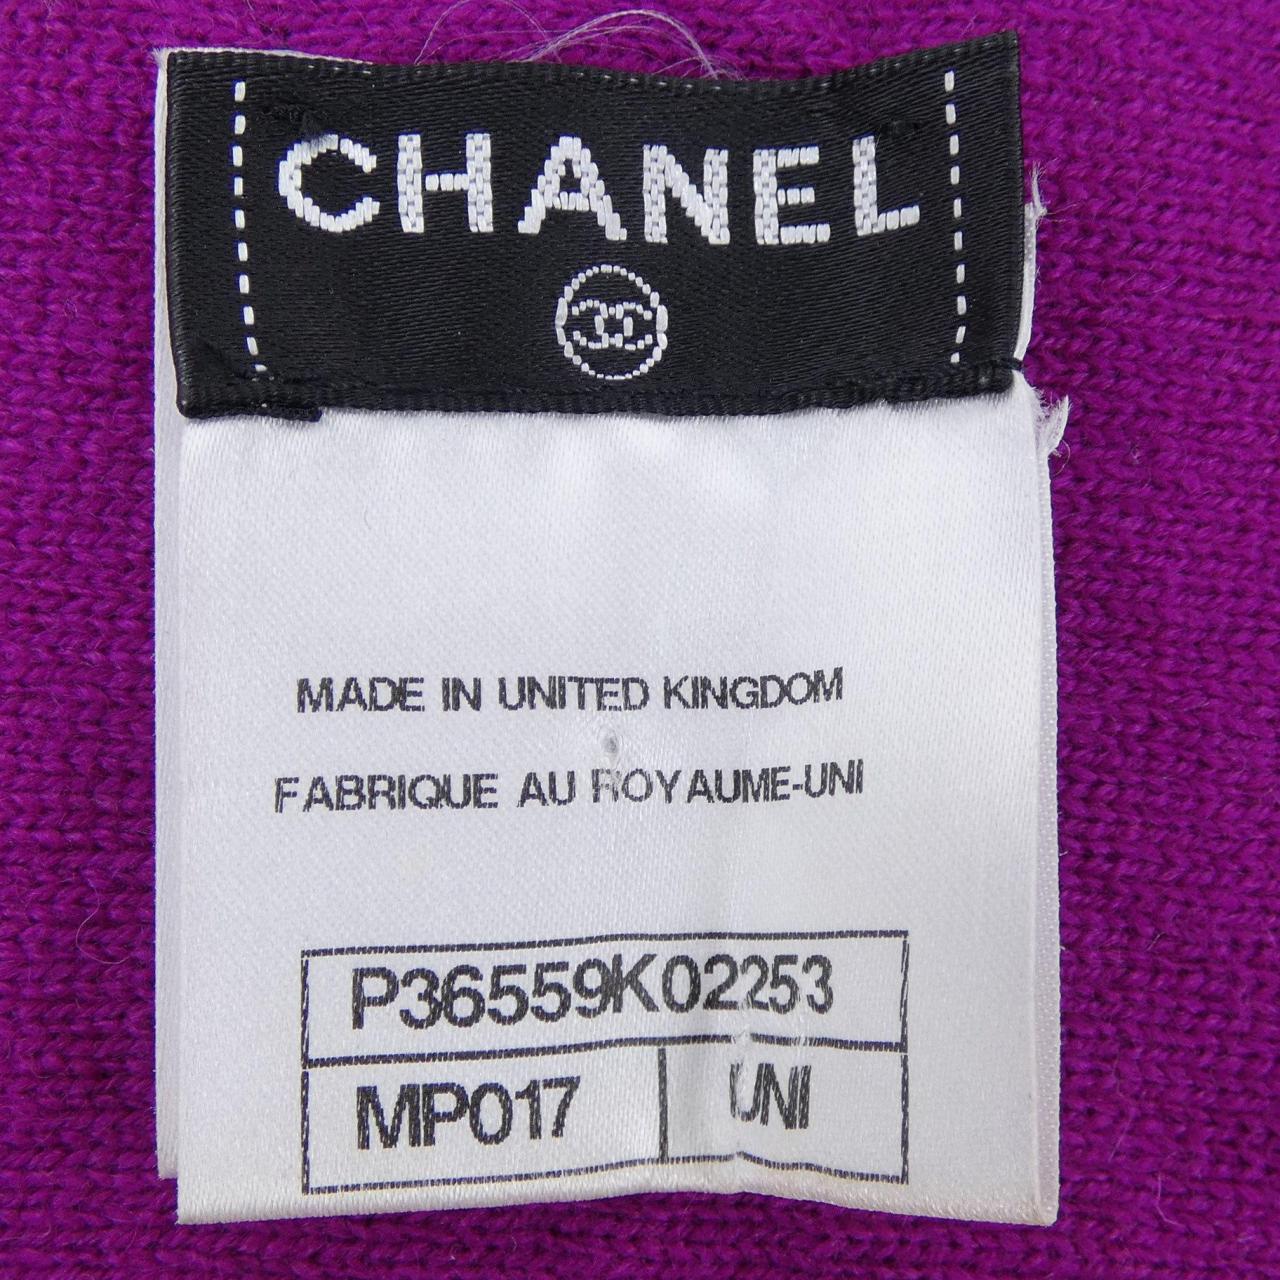 CHANEL
MADE IN UNITED KINGDOM
FABRIQUE AU ROYAUME-UNI
P36559K02253
MP017 UNI